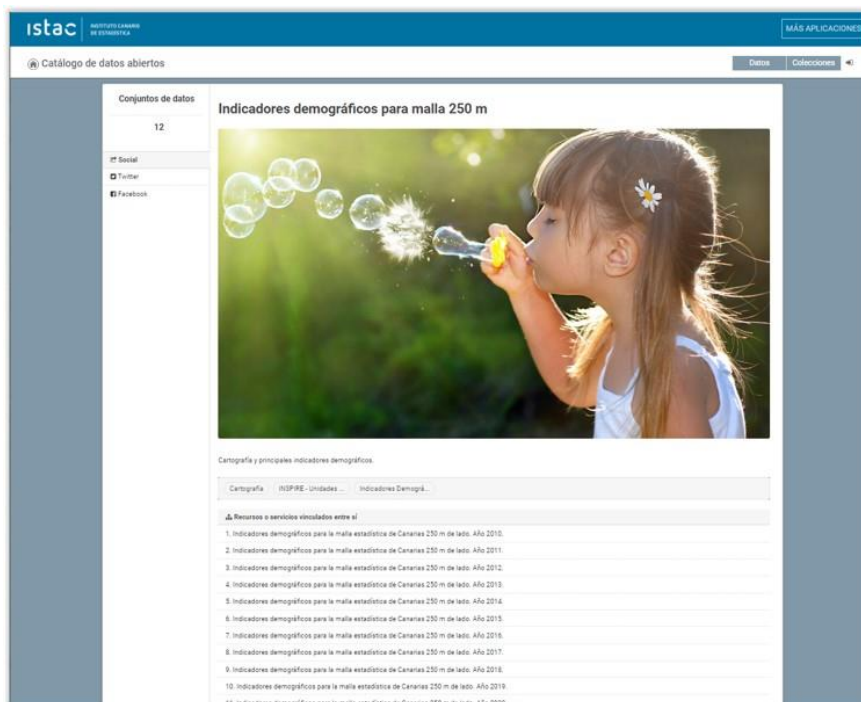 istac
INSTITUTO CANARIO
DE ESTADÍSTICA
MÁS APLICACIONES
Catálogo de datos abiertos
Datos
Colecciones
Conjuntos de datos
12
Social
Twitter
Facebook
Indicadores demográficos para malla 250 m
Cartografía y principales indicadores demográficos.
Cartografía
INSPIRE - Unidades ...
Indicadores Demográ...
Recursos o servicios vinculados entre sí
1. Indicadores demográficos para la malla estadística de Canarias 250 m de lado. Año 2010.
2. Indicadores demográficos para la malla estadística de Canarias 250 m de lado. Año 2011.
3. Indicadores demográficos para la malla estadística de Canarias 250 m de lado. Año 2012.
4. Indicadores demográficos para la malla estadística de Canarias 250 m de lado. Año 2013.
5. Indicadores demográficos para la malla estadística de Canarias 250 m de lado. Año 2014.
6. Indicadores demográficos para la malla estadística de Canarias 250 m de lado. Año 2015.
7. Indicadores demográficos para la malla estadística de Canarias 250 m de lado. Año 2016.
8. Indicadores demográficos para la malla estadística de Canarias 250 m de lado. Año 2017.
9. Indicadores demográficos para la malla estadística de Canarias 250 m de lado. Año 2018.
10. Indicadores demográficos para la malla estadística de Canarias 250 m de lado. Año 2019.